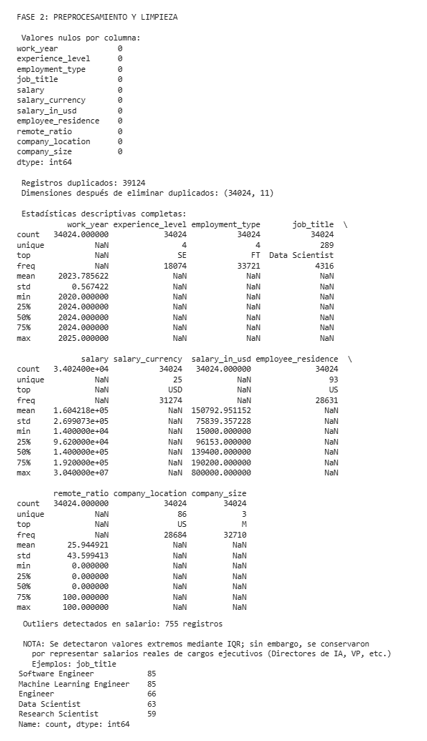 FASE 2: PREPROCESAMIENTO Y LIMPIEZA
Valores nulos por columna:
work_year 0
experience_level 0
employment_type 0
job_title 0
salary 0
salary_currency 0
salary_in_usd 0
employee_residence 0
remote_ratio 0
company_location 0
company_size 0
dtype: int64
Registros duplicados: 39124
Dimensiones después de eliminar duplicados: (34024, 11)
Estadísticas descriptivas completas:
work_year experience_level employment_type job_title \
count 34024.000000 34024 34024 34024
unique NaN 4 4 289
top NaN SE FT Data Scientist
freq NaN 18074 33721 4316
mean 2023.785622 NaN NaN NaN
std 0.567422 NaN NaN NaN
min 2020.000000 NaN NaN NaN
25% 2024.000000 NaN NaN NaN
50% 2024.000000 NaN NaN NaN
75% 2024.000000 NaN NaN NaN
max 2025.000000 NaN NaN NaN
salary salary_currency salary_in_usd employee_residence \
count 3.402400e+04 34024 34024.000000 34024
unique NaN 25 NaN 93
top NaN USD NaN US
freq NaN 31274 NaN 28631
mean 1.604218e+05 NaN 150792.951152 NaN
std 2.699073e+05 NaN 75839.357228 NaN
min 1.400000e+04 NaN 15000.000000 NaN
25% 9.620000e+04 NaN 96153.000000 NaN
50% 1.400000e+05 NaN 139400.000000 NaN
75% 1.920000e+05 NaN 190200.000000 NaN
max 3.040000e+07 NaN 800000.000000 NaN
remote_ratio company_location company_size
count 34024.000000 34024 34024
unique NaN 86 3
top NaN US M
freq NaN 28684 32710
mean 25.944921 NaN NaN
std 43.599413 NaN NaN
min 0.000000 NaN NaN
25% 0.000000 NaN NaN
50% 0.000000 NaN NaN
75% 100.000000 NaN NaN
max 100.000000 NaN NaN
Outliers detectados en salario: 755 registros
NOTA: Se detectaron valores extremos mediante IQR; sin embargo, se conservaron
por representar salarios reales de cargos ejecutivos (Directores de IA, VP, etc.)
Ejemplos: job_title
Software Engineer 85
Machine Learning Engineer 85
Engineer 66
Data Scientist 63
Research Scientist 59
Name: count, dtype: int64